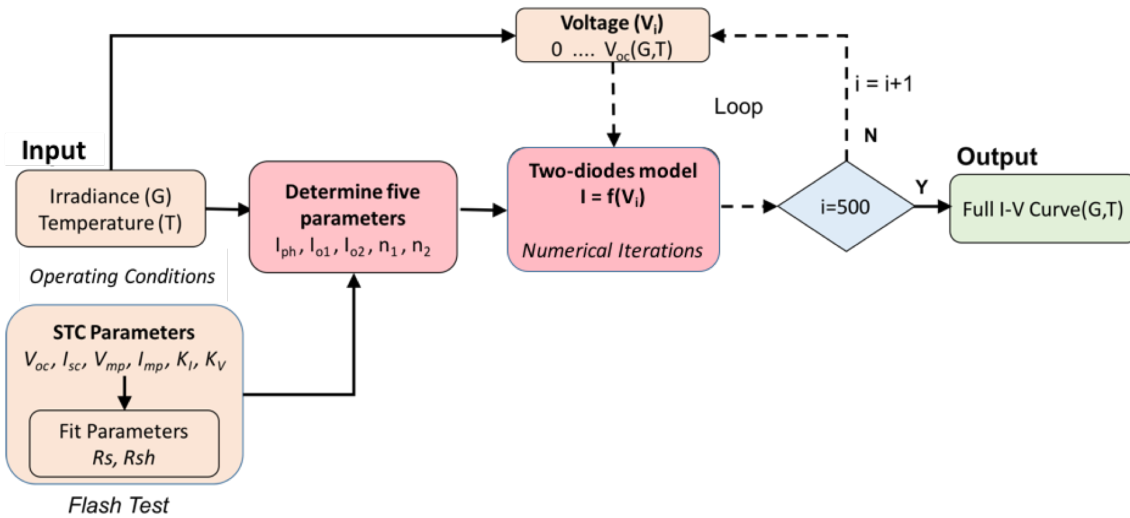 Voltage (Vᵢ)
0 .... Voc(G,T)
i = i+1
Loop
N
Input
Irradiance (G)
Temperature (T)
Operating Conditions
Determine five
parameters
Iph , Io1 , Io2 , n1 , n2
Two-diodes model
I = f(Vᵢ)
Numerical Iterations
i=500
Y
Output
Full I-V Curve(G,T)
STC Parameters
Voc, Isc, Vmp, Imp, KI, KV
Fit Parameters
Rs, Rsh
Flash Test